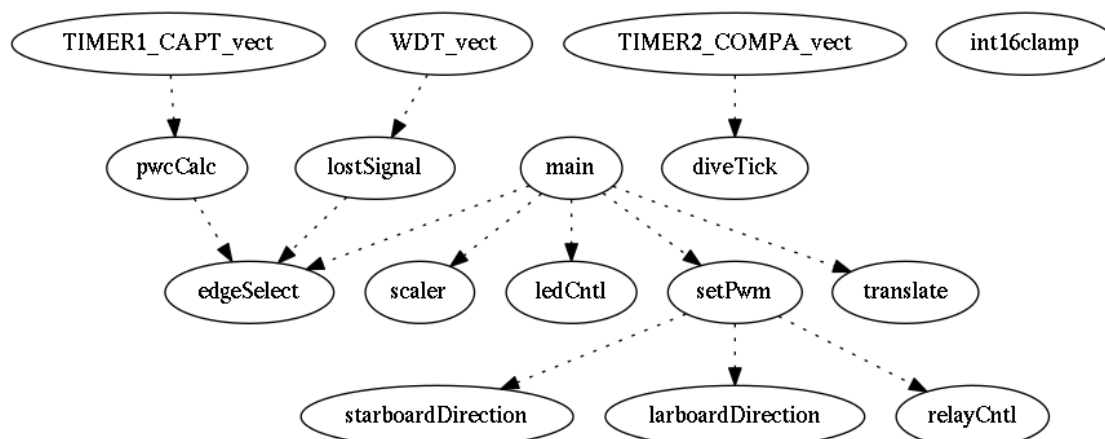 TIMER1_CAPT_vect
WDT_vect
TIMER2_COMPA_vect
int16clamp
pwcCalc
lostSignal
main
diveTick
edgeSelect
scaler
ledCntl
setPwm
translate
starboardDirection
larboardDirection
relayCntl